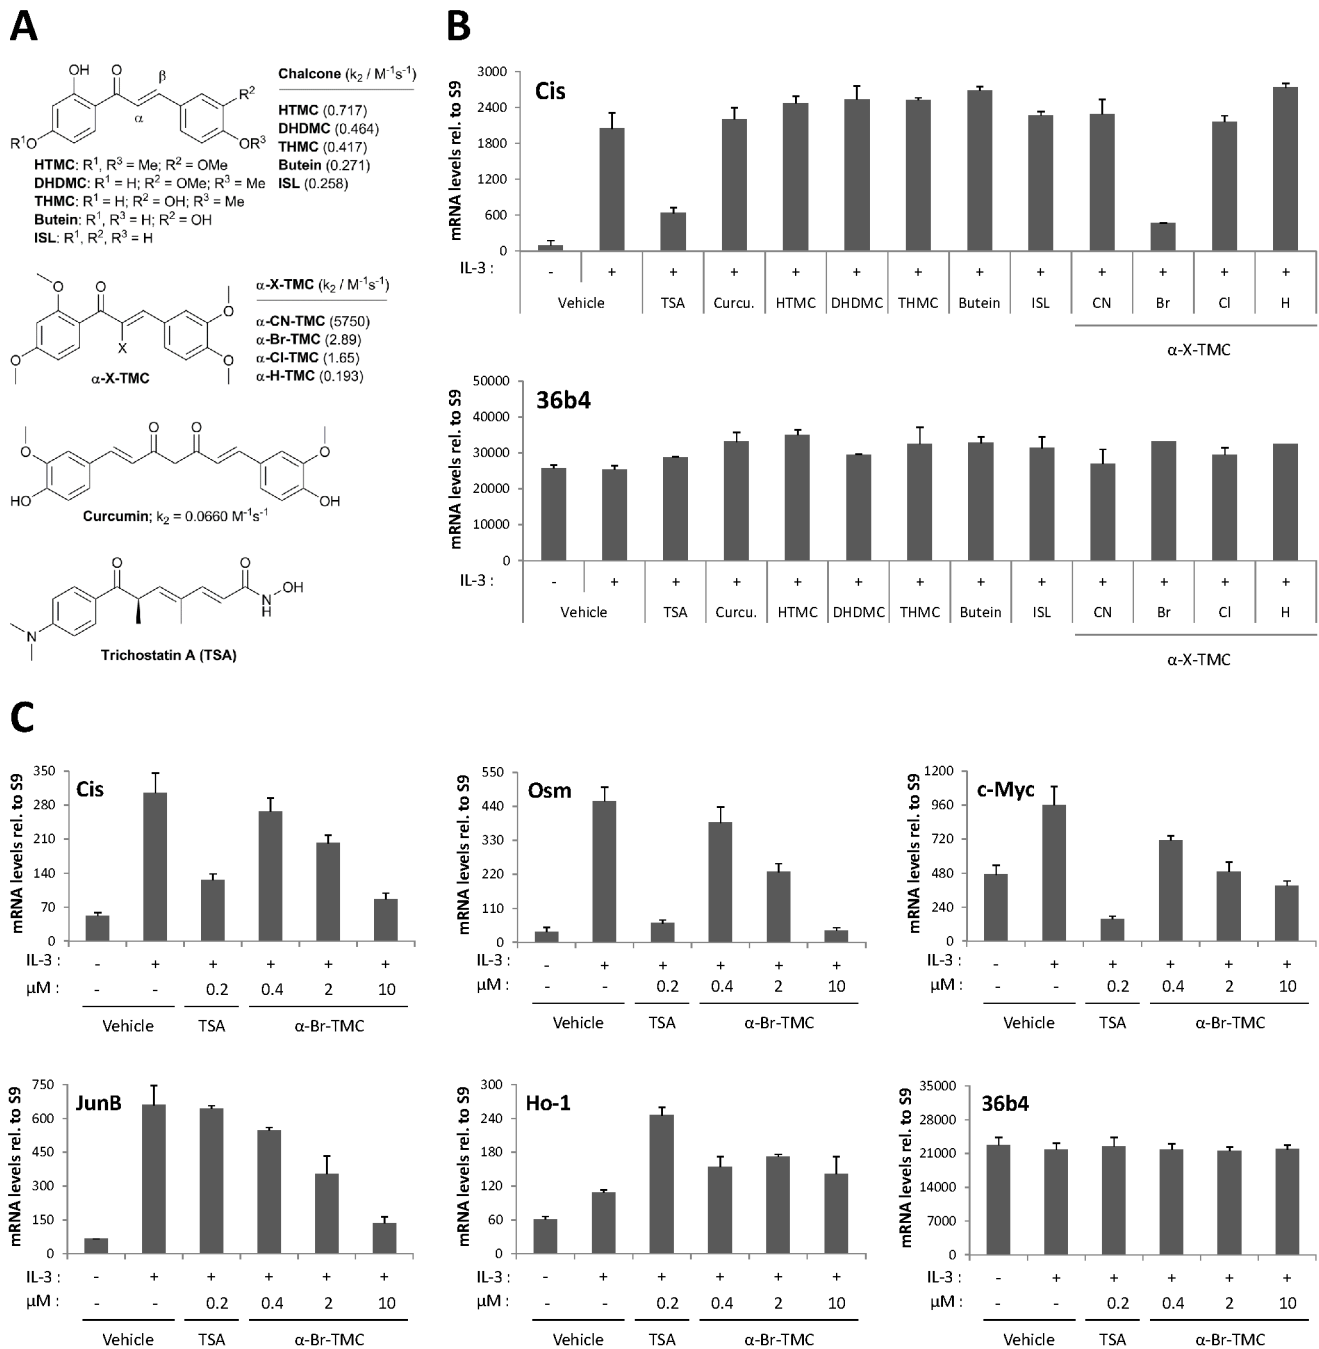 A
OH
O
β
α
R¹O
R²
OR³
Chalcone (k₂ / M⁻¹s⁻¹)
HTMC (0.717)
DHDMC (0.464)
THMC (0.417)
Butein (0.271)
ISL (0.258)
HTMC: R¹, R³ = Me; R² = OMe
DHDMC: R¹ = H; R² = OMe; R³ = Me
THMC: R¹ = H; R² = OH; R³ = Me
Butein: R¹, R³ = H; R² = OH
ISL: R¹, R², R³ = H
O
O
O
O
O
X
α-X-TMC
α-X-TMC (k₂ / M⁻¹s⁻¹)
α-CN-TMC (5750)
α-Br-TMC (2.89)
α-Cl-TMC (1.65)
α-H-TMC (0.193)
O
O
O
O
HO
OH
Curcumin; k₂ = 0.0660 M⁻¹s⁻¹
O
O
N
N
H
OH
Trichostatin A (TSA)
B
Cis
mRNA levels rel. to S9
3000
2400
1800
1200
600
0
IL-3 : - + + + + + + + + + + + +
Vehicle TSA Curcu. HTMC DHDMC THMC Butein ISL CN Br Cl H
α-X-TMC
36b4
mRNA levels rel. to S9
50000
40000
30000
20000
10000
0
IL-3 : - + + + + + + + + + + + +
Vehicle TSA Curcu. HTMC DHDMC THMC Butein ISL CN Br Cl H
α-X-TMC
C
Cis
mRNA levels rel. to S9
350
280
210
140
70
0
IL-3 : - + + + + +
µM : - - 0.2 0.4 2 10
Vehicle TSA α-Br-TMC
Osm
mRNA levels rel. to S9
550
440
330
220
110
0
IL-3 : - + + + + +
µM : - - 0.2 0.4 2 10
Vehicle TSA α-Br-TMC
c-Myc
mRNA levels rel. to S9
1200
960
720
480
240
0
IL-3 : - + + + + +
µM : - - 0.2 0.4 2 10
Vehicle TSA α-Br-TMC
JunB
mRNA levels rel. to S9
750
600
450
300
150
0
IL-3 : - + + + + +
µM : - - 0.2 0.4 2 10
Vehicle TSA α-Br-TMC
Ho-1
mRNA levels rel. to S9
300
240
180
120
60
0
IL-3 : - + + + + +
µM : - - 0.2 0.4 2 10
Vehicle TSA α-Br-TMC
36b4
mRNA levels rel. to S9
35000
28000
21000
14000
7000
0
IL-3 : - + + + + +
µM : - - 0.2 0.4 2 10
Vehicle TSA α-Br-TMC